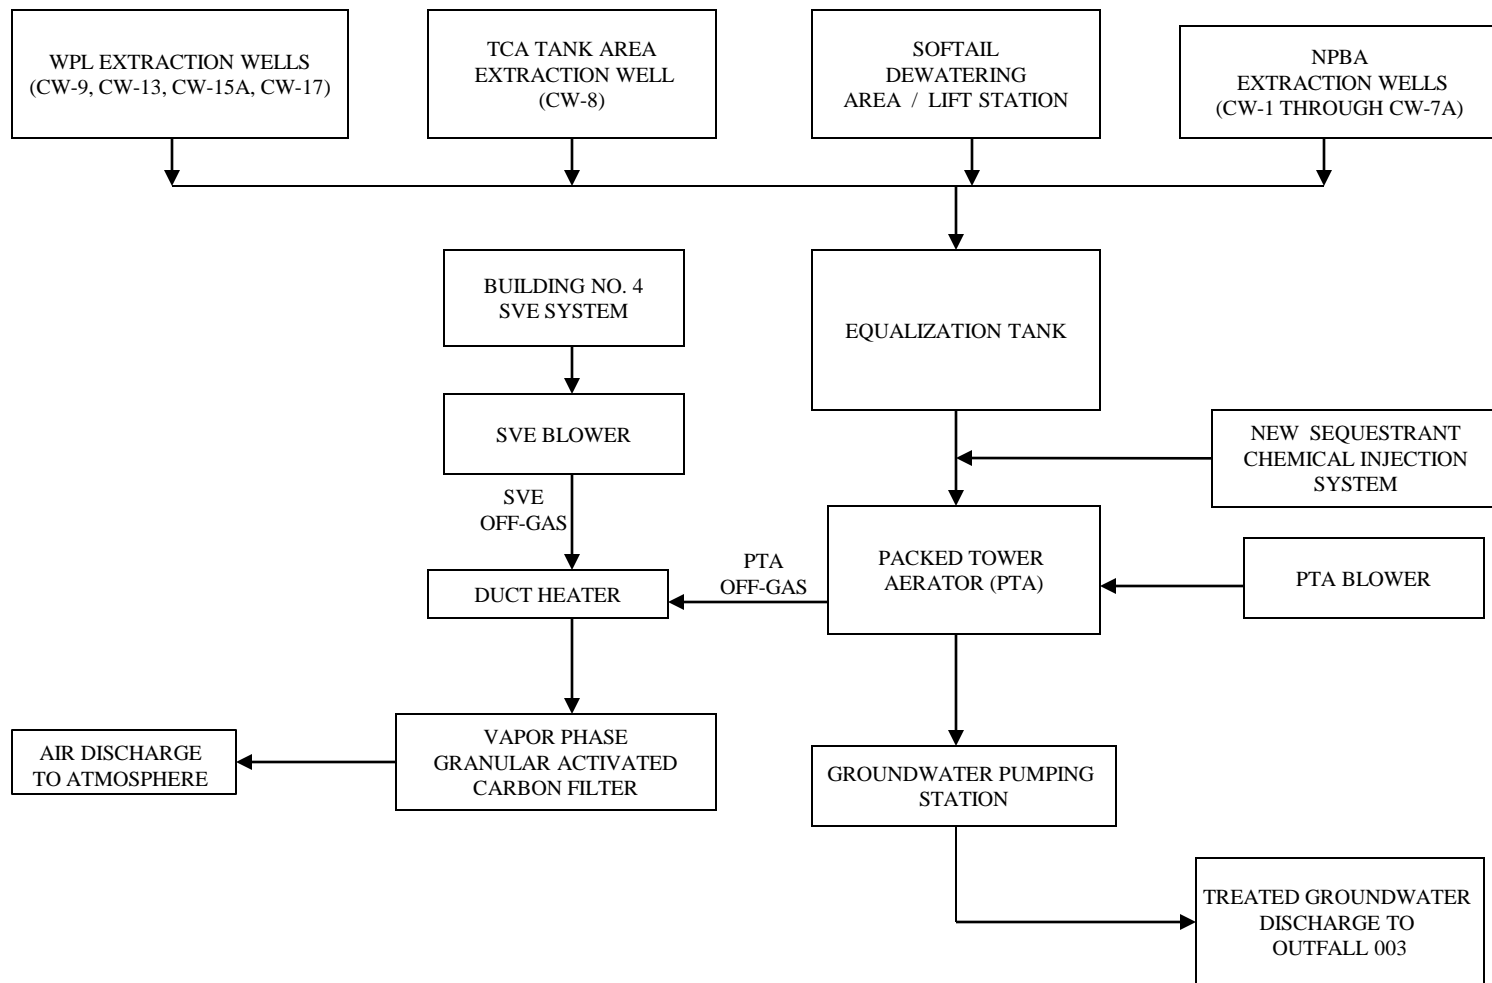 WPL EXTRACTION WELLS
(CW-9, CW-13, CW-15A, CW-17)
TCA TANK AREA
EXTRACTION WELL
(CW-8)
SOFTAIL
DEWATERING
AREA / LIFT STATION
NPBA
EXTRACTION WELLS
(CW-1 THROUGH CW-7A)
BUILDING NO. 4
SVE SYSTEM
EQUALIZATION TANK
SVE BLOWER
NEW SEQUESTRANT
CHEMICAL INJECTION
SYSTEM
SVE
OFF-GAS
PACKED TOWER
AERATOR (PTA)
PTA BLOWER
PTA
OFF-GAS
DUCT HEATER
AIR DISCHARGE
TO ATMOSPHERE
VAPOR PHASE
GRANULAR ACTIVATED
CARBON FILTER
GROUNDWATER PUMPING
STATION
TREATED GROUNDWATER
DISCHARGE TO
OUTFALL 003